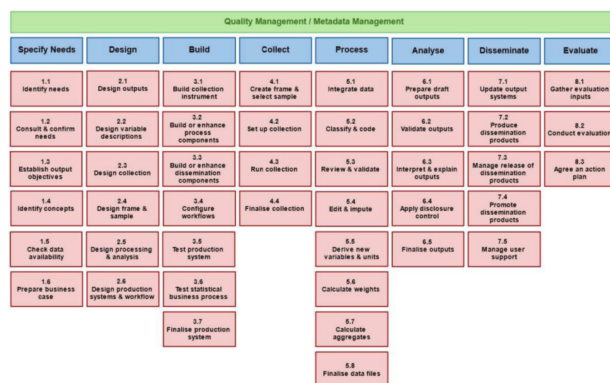 Quality Management / Metadata Management
Specify Needs
Design
Build
Collect
Process
Analyse
Disseminate
Evaluate
1.1
Identify needs
1.2
Consult & confirm
needs
1.3
Establish output
objectives
1.4
Identify concepts
1.5
Check data
availability
1.6
Prepare business
case
2.1
Design outputs
2.2
Design variable
descriptions
2.3
Design collection
2.4
Design frame &
sample
2.5
Design processing
& analysis
2.6
Design production
systems & workflow
3.1
Build collection
instrument
3.2
Build or enhance
process
components
3.3
Build or enhance
dissemination
components
3.4
Configure
workflows
3.5
Test production
system
3.6
Test statistical
business process
3.7
Finalise production
system
4.1
Create frame &
select sample
4.2
Set up collection
4.3
Run collection
4.4
Finalise collection
5.1
Integrate data
5.2
Classify & code
5.3
Review & validate
5.4
Edit & impute
5.5
Derive new
variables & units
5.6
Calculate weights
5.7
Calculate
aggregates
5.8
Finalise data files
6.1
Prepare draft
outputs
6.2
Validate outputs
6.3
Interpret & explain
outputs
6.4
Apply disclosure
control
6.5
Finalise outputs
7.1
Update output
systems
7.2
Produce
dissemination
products
7.3
Manage release of
dissemination
products
7.4
Promote
dissemination
products
7.5
Manage user
support
8.1
Gather evaluation
inputs
8.2
Conduct evaluation
8.3
Agree an action
plan